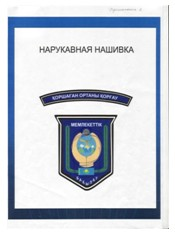 НАРУКАВНАЯ НАШИВКА
ҚОРШАҒАН ОРТАНЫ ҚОРҒАУ
МЕМЛЕКЕТТІК